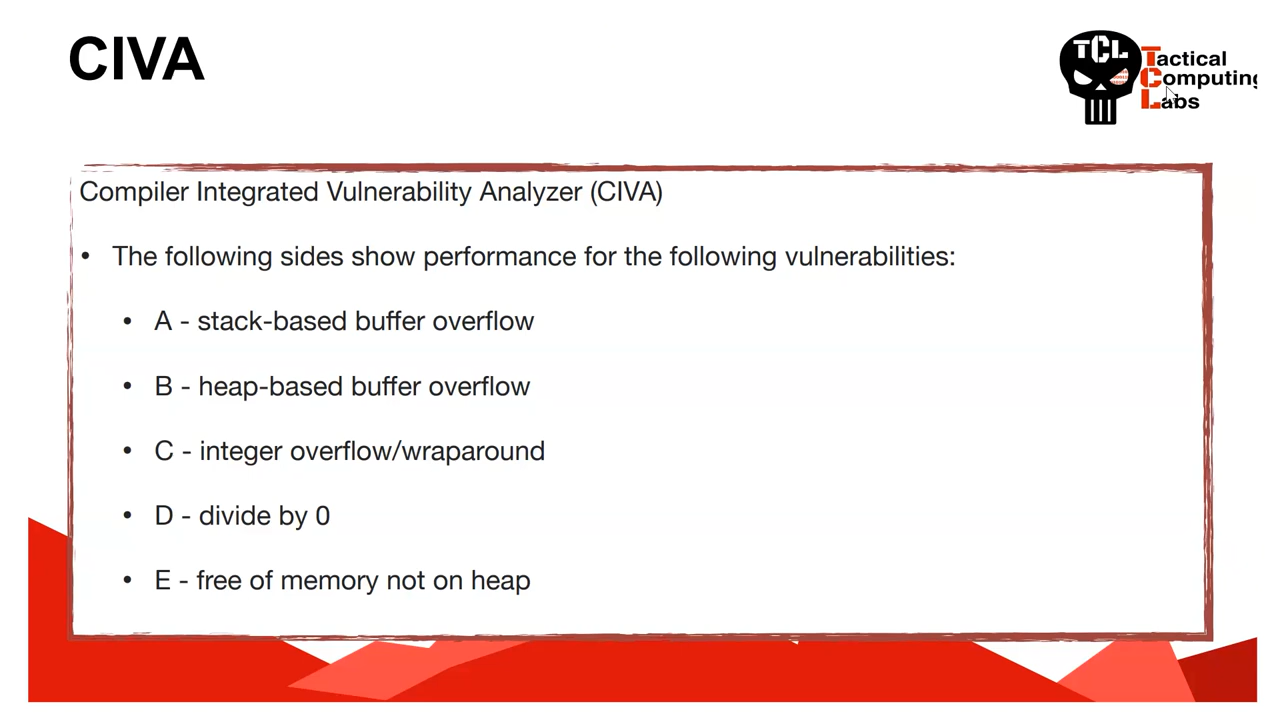 CIVA
TCL
Tactical
Computing
Labs
Compiler Integrated Vulnerability Analyzer (CIVA)
• The following sides show performance for the following vulnerabilities:
• A - stack-based buffer overflow
• B - heap-based buffer overflow
• C - integer overflow/wraparound
• D - divide by 0
• E - free of memory not on heap